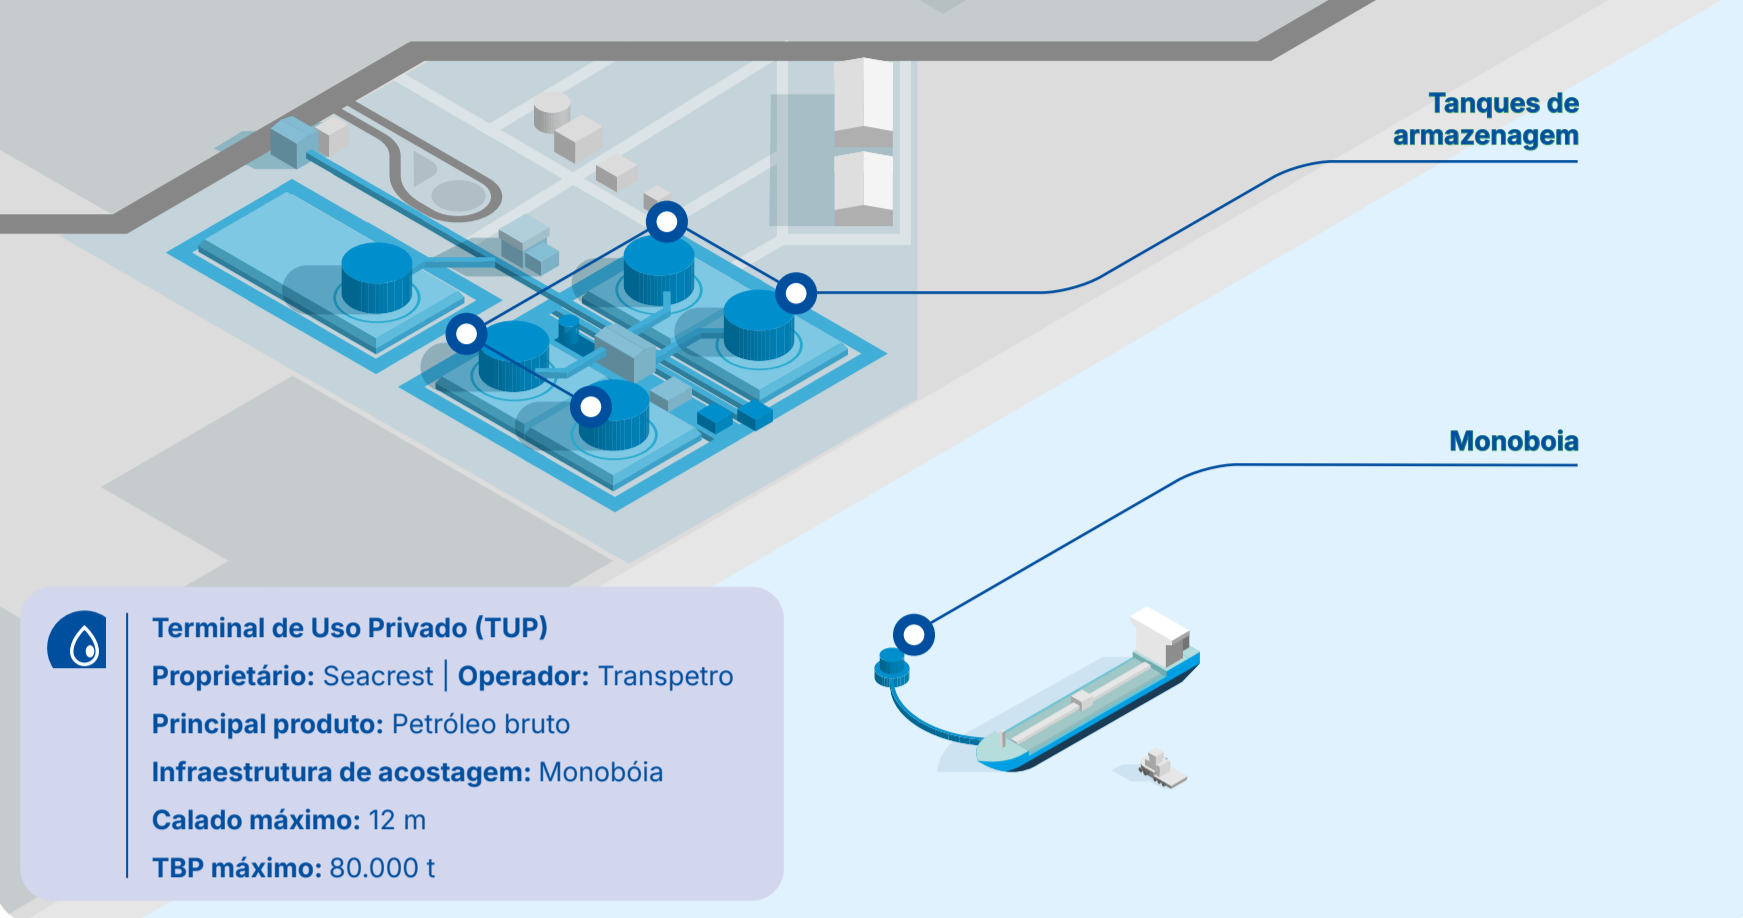 Tanques de
armazenagem
Monoboia
Terminal de Uso Privado (TUP)
Proprietário: Seacrest | Operador: Transpetro
Principal produto: Petróleo bruto
Infraestrutura de acostagem: Monobóia
Calado máximo: 12 m
TBP máximo: 80.000 t